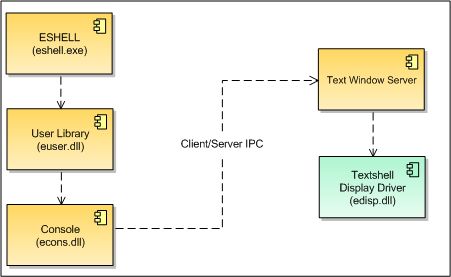 ESHELL
(eshell.exe)
User Library
(euser.dll)
Console
(econs.dll)
Client/Server IPC
Text Window Server
Textshell
Display Driver
(edisp.dll)